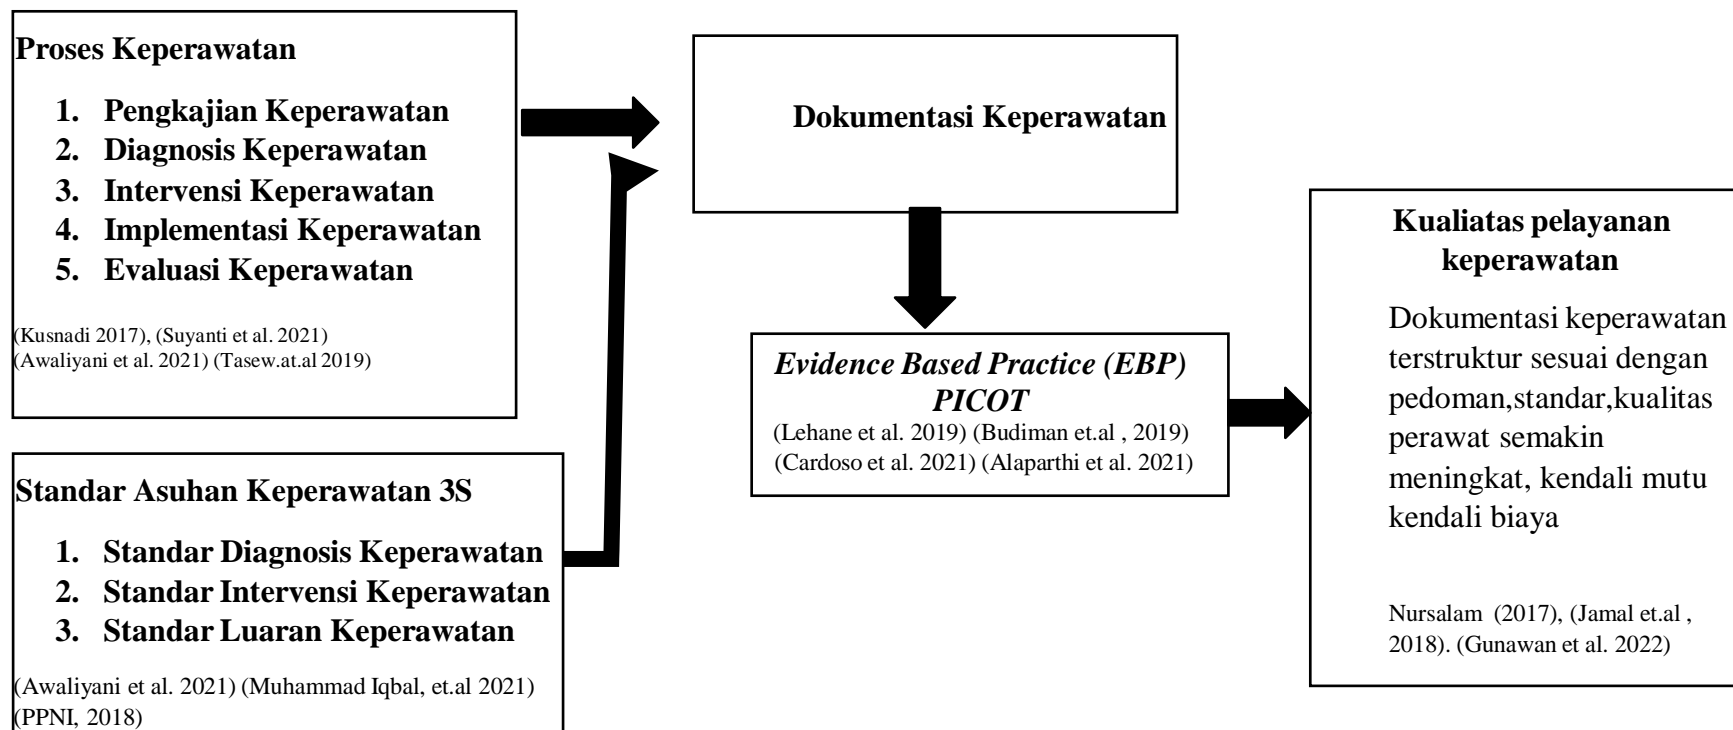 Proses Keperawatan
1. Pengkajian Keperawatan
2. Diagnosis Keperawatan
3. Intervensi Keperawatan
4. Implementasi Keperawatan
5. Evaluasi Keperawatan
(Kusnadi 2017), (Suyanti et al. 2021)
(Awaliyani et al. 2021) (Tasew.at.al 2019)
Standar Asuhan Keperawatan 3S
1. Standar Diagnosis Keperawatan
2. Standar Intervensi Keperawatan
3. Standar Luaran Keperawatan
(Awaliyani et al. 2021) (Muhammad Iqbal, et.al 2021)
(PPNI, 2018)
Dokumentasi Keperawatan
Evidence Based Practice (EBP)
PICOT
(Lehane et al. 2019) (Budiman et.al , 2019)
(Cardoso et al. 2021) (Alaparthi et al. 2021)
Kualiatas pelayanan
keperawatan
Dokumentasi keperawatan
terstruktur sesuai dengan
pedoman,standar,kualitas
perawat semakin
meningkat, kendali mutu
kendali biaya
Nursalam (2017), (Jamal et.al ,
2018). (Gunawan et al. 2022)